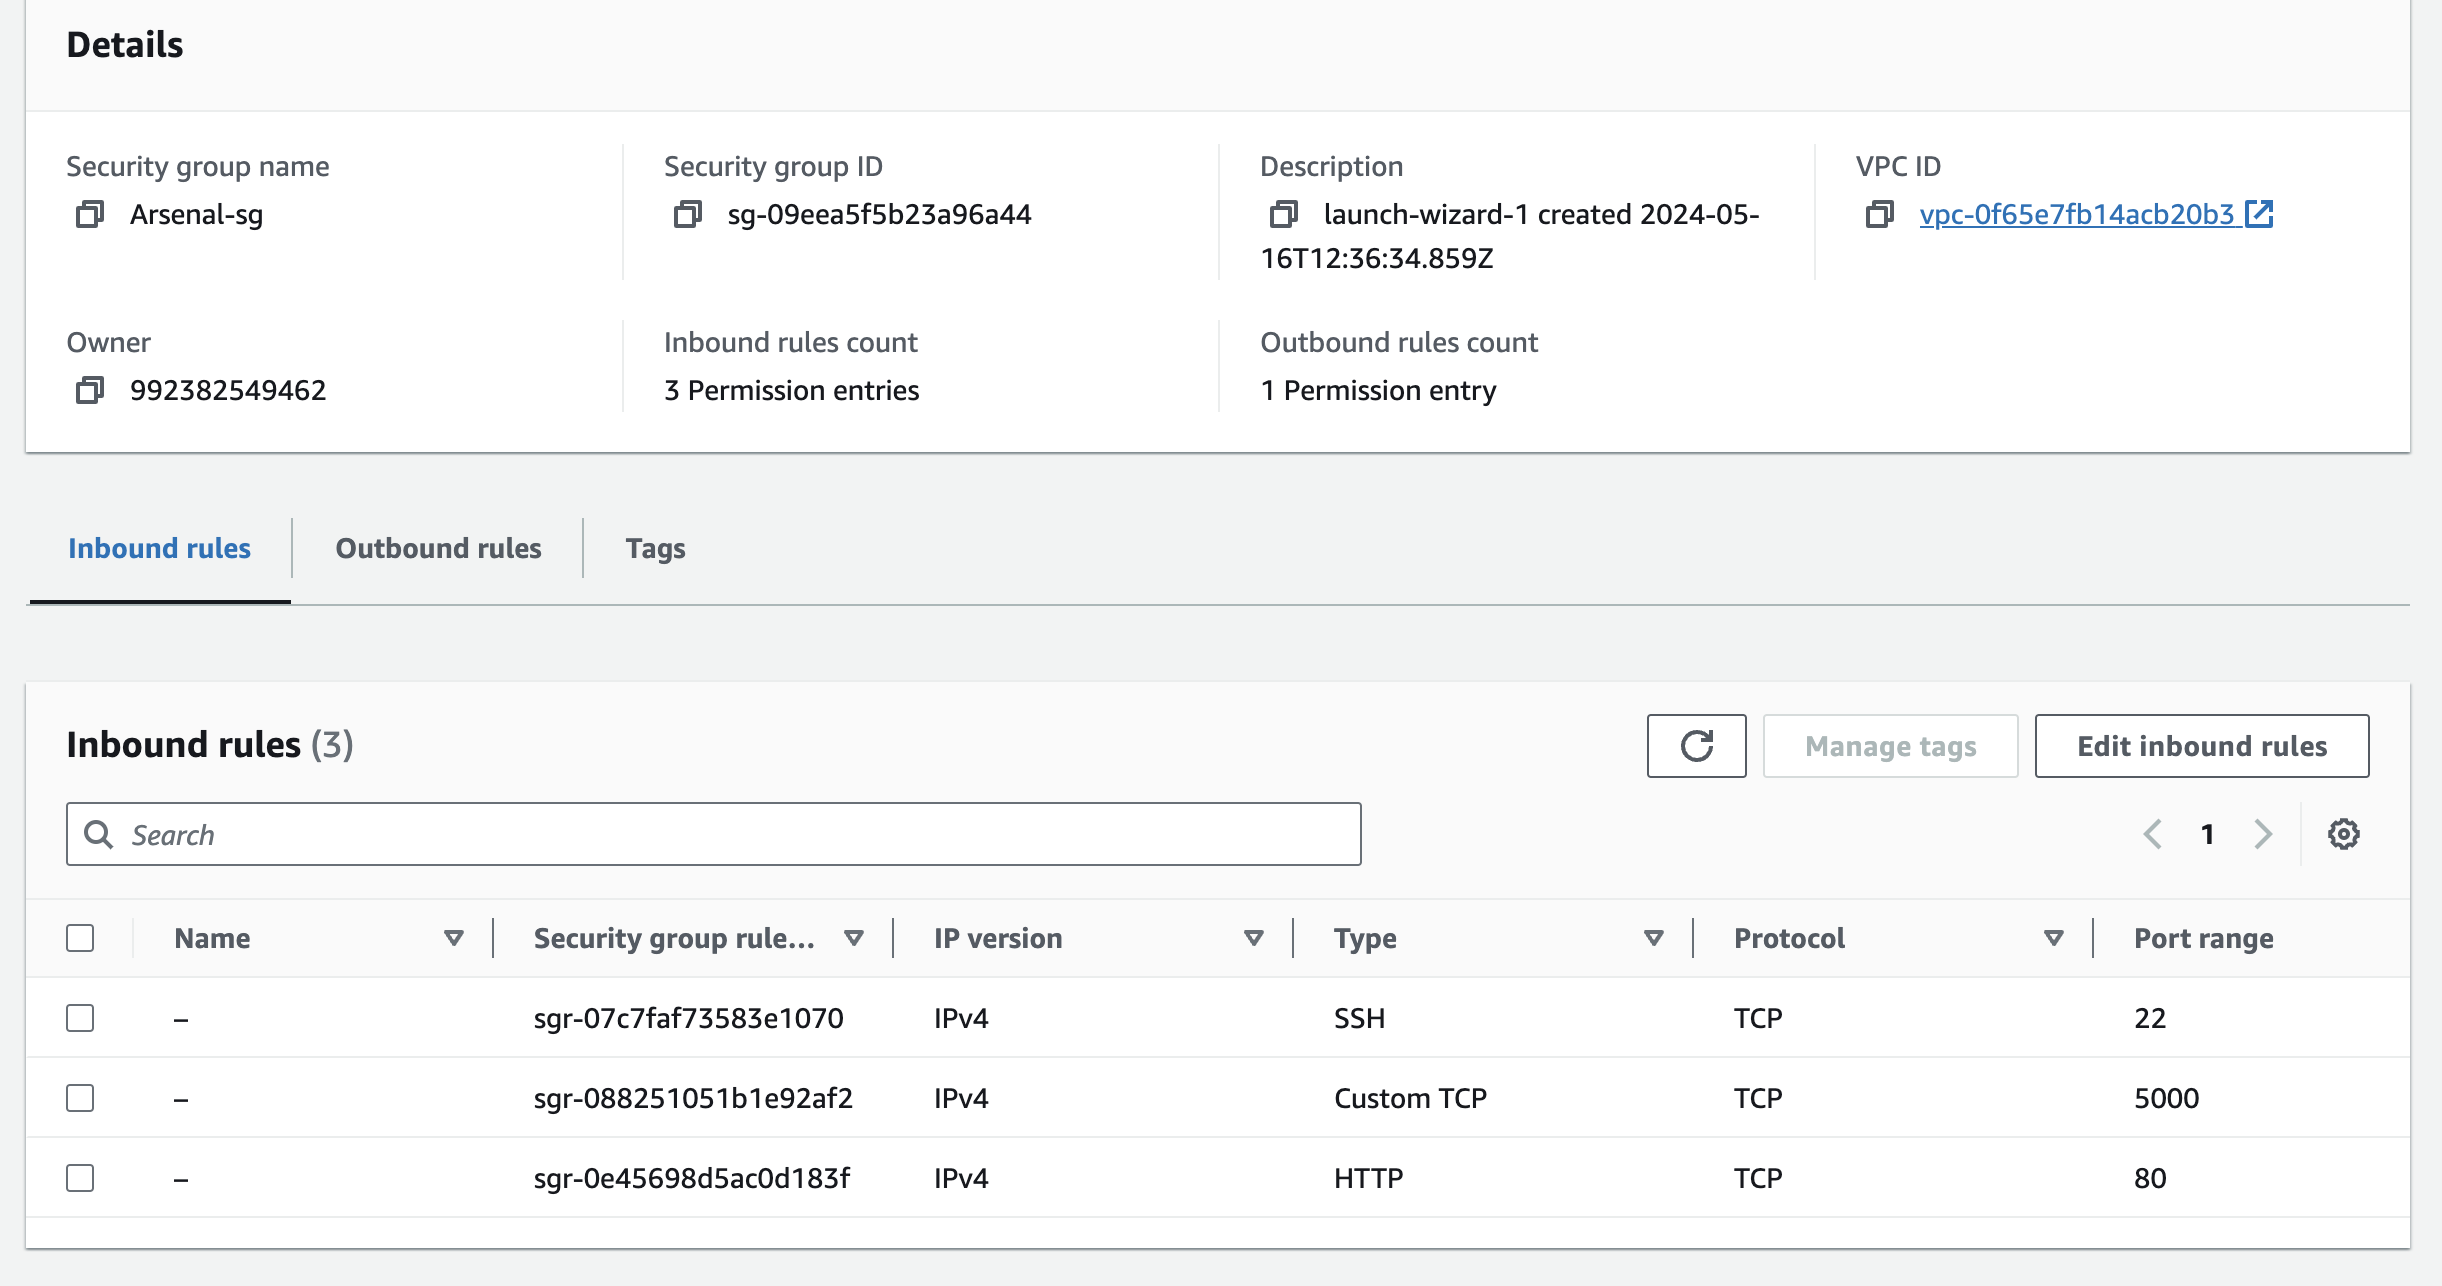 Details
Security group name
Arsenal-sg
Security group ID
sg-09eea5f5b23a96a44
Description
launch-wizard-1 created 2024-05-
16T12:36:34.859Z
VPC ID
vpc-0f65e7fb14acb20b3
Owner
992382549462
Inbound rules count
3 Permission entries
Outbound rules count
1 Permission entry
Inbound rules Outbound rules Tags
Inbound rules (3) Manage tags Edit inbound rules
Search 1
Name Security group rule... IP version Type Protocol Port range
– sgr-07c7faf73583e1070 IPv4 SSH TCP 22
– sgr-088251051b1e92af2 IPv4 Custom TCP TCP 5000
– sgr-0e45698d5ac0d183f IPv4 HTTP TCP 80